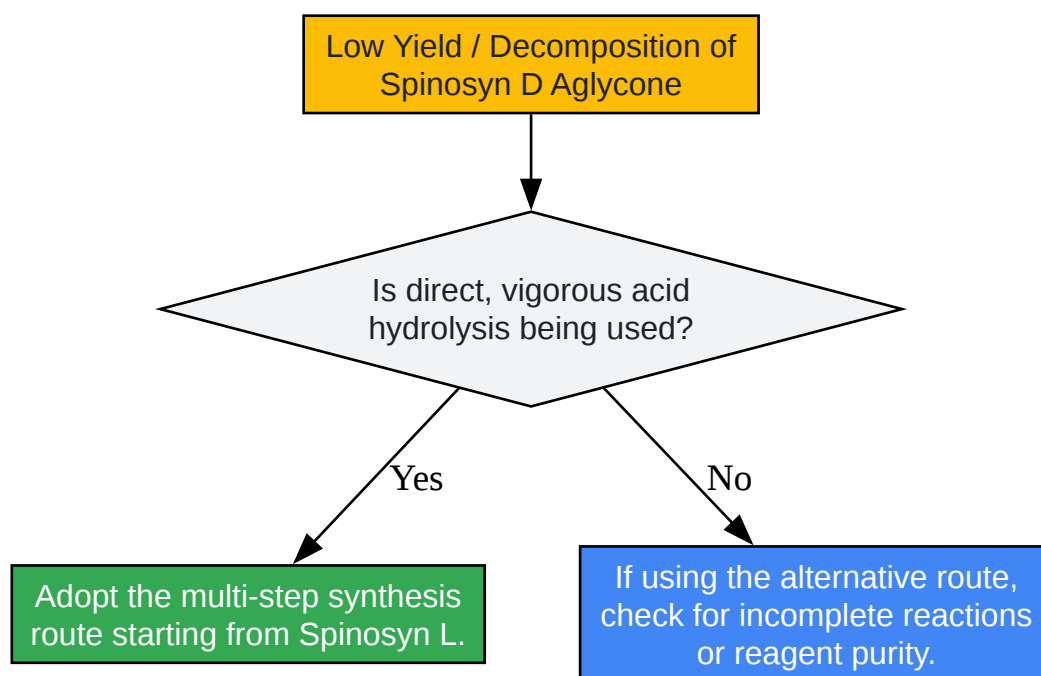 Low Yield / Decomposition of
Spinosyn D Aglycone
Is direct, vigorous acid
hydrolysis being used?
Yes
No
Adopt the multi-step synthesis
route starting from Spinosyn L.
If using the alternative route,
check for incomplete reactions
or reagent purity.